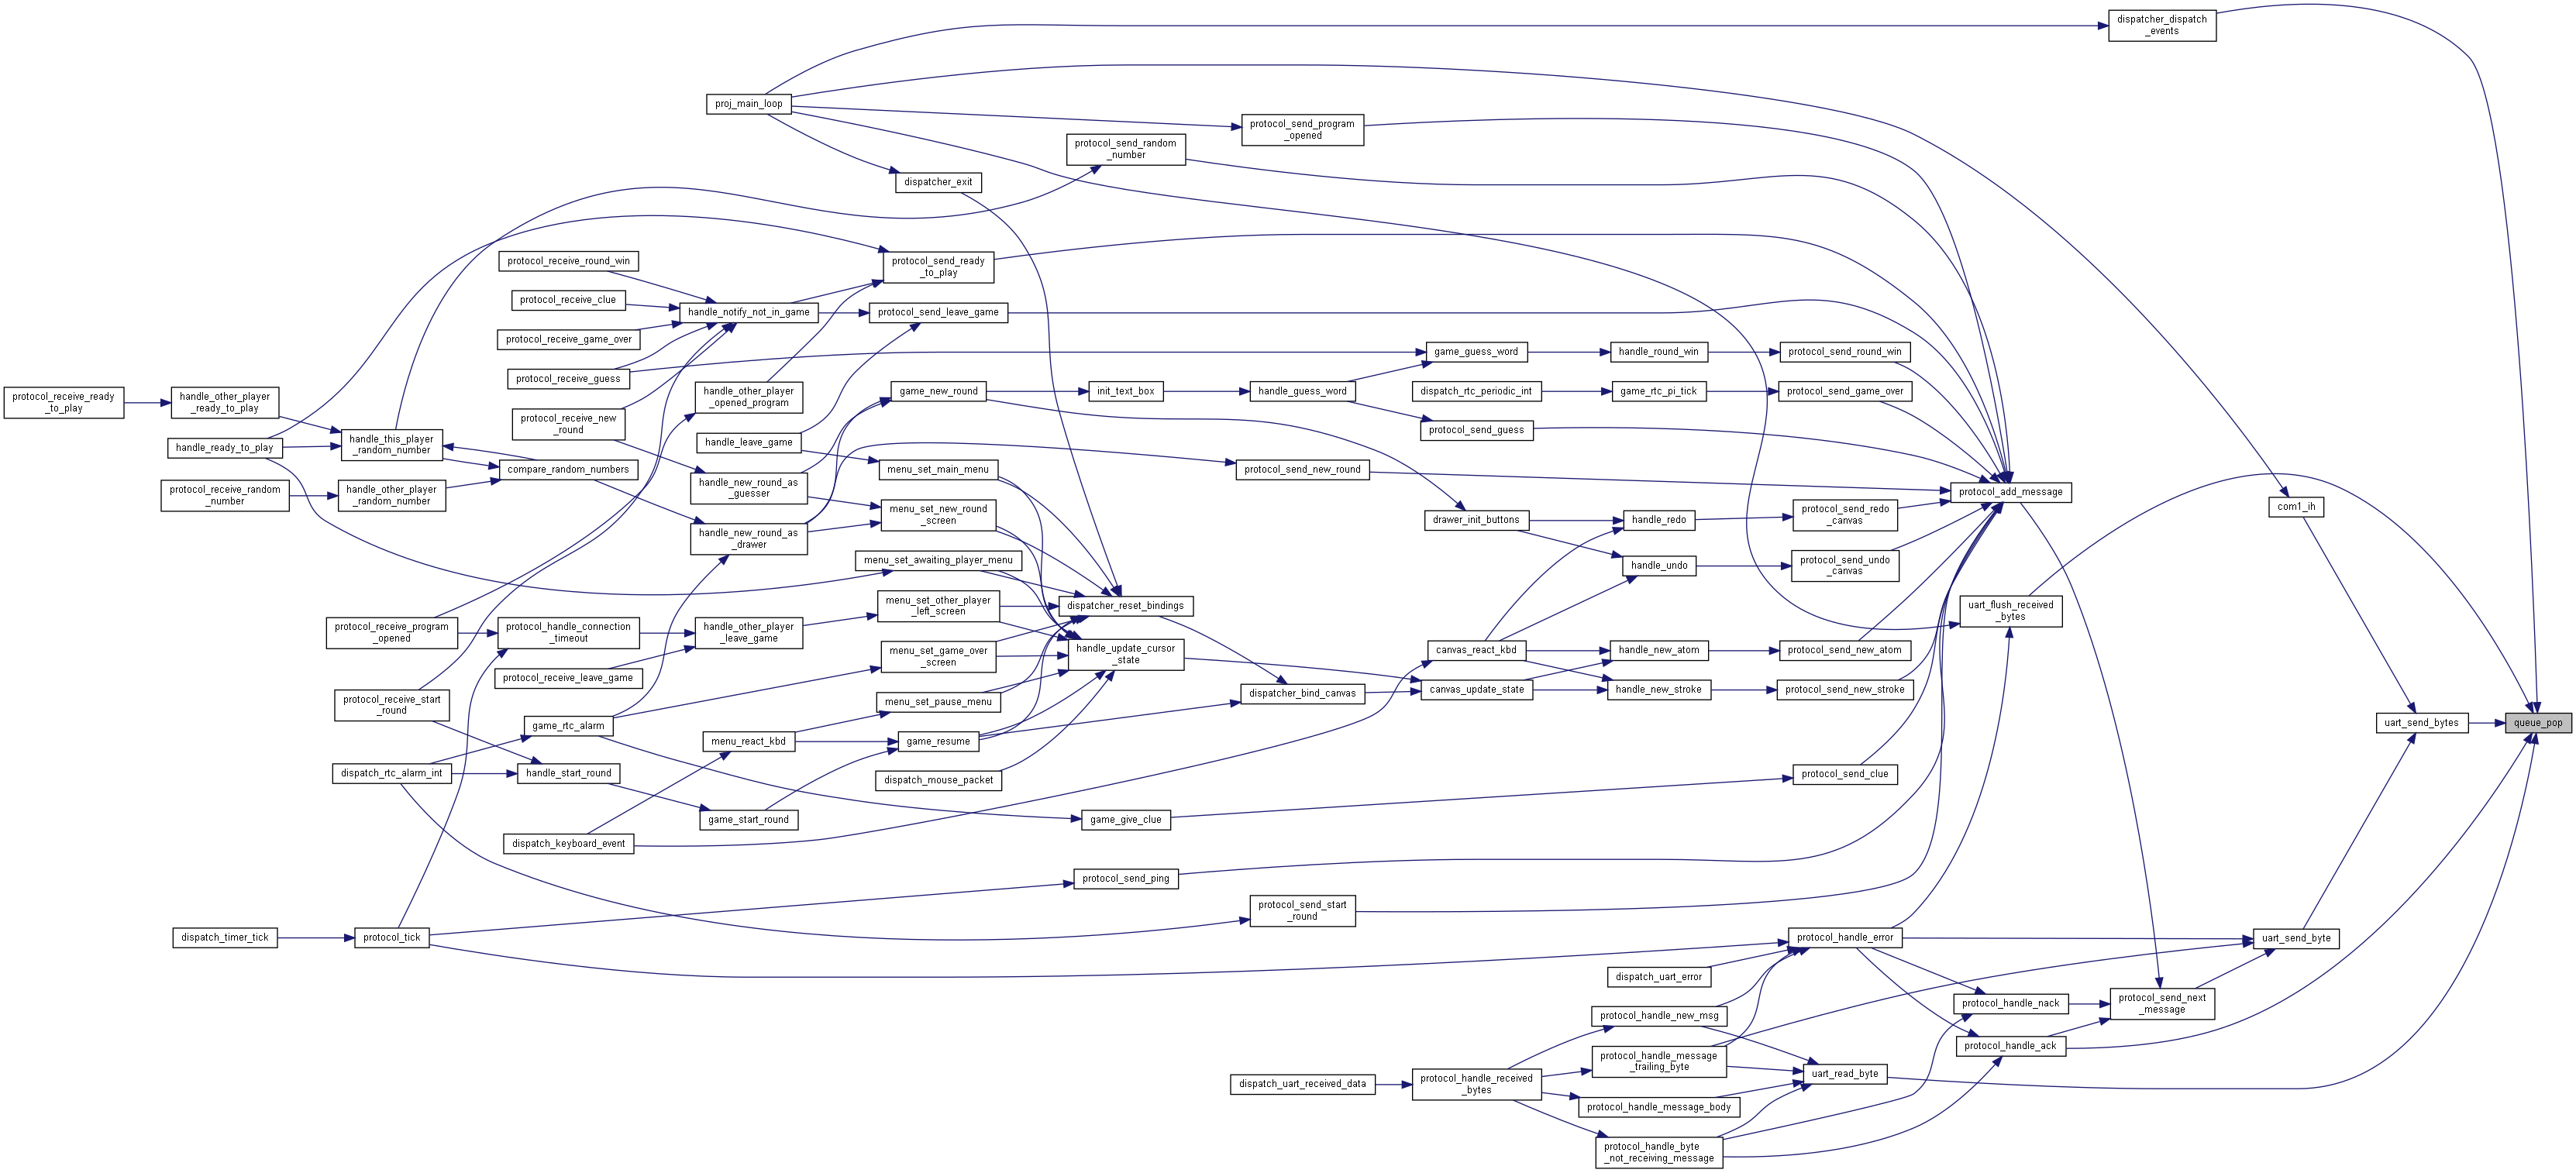 dispatcher_dispatch
_events
proj_main_loop
protocol_send_program
_opened
protocol_send_random
_number
dispatcher_exit
protocol_receive_round_win
protocol_send_ready
_to_play
protocol_receive_clue
handle_notify_not_in_game
protocol_send_leave_game
protocol_receive_game_over
game_guess_word
handle_round_win
protocol_send_round_win
protocol_receive_guess
protocol_receive_ready
_to_play
handle_other_player
_ready_to_play
handle_other_player
_opened_program
game_new_round
init_text_box
handle_guess_word
dispatch_rtc_periodic_int
game_rtc_pi_tick
protocol_send_game_over
protocol_receive_new
_round
protocol_send_guess
handle_ready_to_play
handle_this_player
_random_number
handle_leave_game
compare_random_numbers
menu_set_main_menu
protocol_send_new_round
protocol_receive_random
_number
handle_other_player
_random_number
handle_new_round_as
_guesser
protocol_add_message
com1_ih
menu_set_new_round
_screen
protocol_send_redo
_canvas
drawer_init_buttons
handle_redo
handle_new_round_as
_drawer
menu_set_awaiting_player_menu
handle_undo
protocol_send_undo
_canvas
menu_set_other_player
_left_screen
dispatcher_reset_bindings
uart_flush_received
_bytes
protocol_receive_program
_opened
protocol_handle_connection
_timeout
handle_other_player
_leave_game
menu_set_game_over
_screen
handle_update_cursor
_state
canvas_react_kbd
handle_new_atom
protocol_send_new_atom
protocol_receive_leave_game
canvas_update_state
handle_new_stroke
protocol_send_new_stroke
protocol_receive_start
_round
menu_set_pause_menu
dispatcher_bind_canvas
game_rtc_alarm
uart_send_bytes
queue_pop
menu_react_kbd
game_resume
dispatch_rtc_alarm_int
handle_start_round
dispatch_mouse_packet
protocol_send_clue
game_start_round
game_give_clue
dispatch_keyboard_event
protocol_send_ping
protocol_send_start
_round
dispatch_timer_tick
protocol_tick
protocol_handle_error
uart_send_byte
dispatch_uart_error
protocol_handle_nack
protocol_send_next
_message
protocol_handle_new_msg
protocol_handle_ack
protocol_handle_message
_trailing_byte
dispatch_uart_received_data
protocol_handle_received
_bytes
uart_read_byte
protocol_handle_message_body
protocol_handle_byte
_not_receiving_message